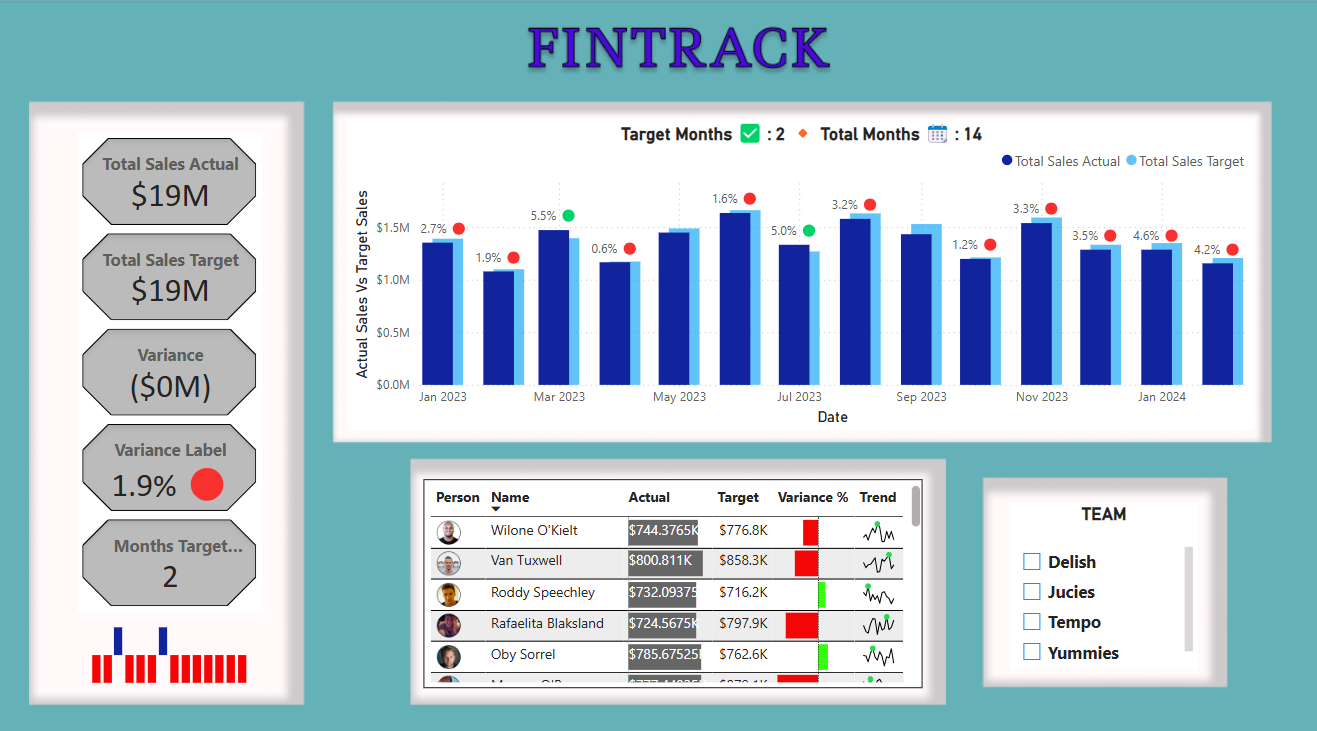 FINTRACK
Total Sales Actual
$19M
Total Sales Target
$19M
Variance
($0M)
Variance Label
1.9%
Months Target...
2
Target Months ✅ : 2 🔸 Total Months 📅 : 14
Total Sales Actual Total Sales Target
Actual Sales Vs Target Sales
$1.5M
$1.0M
$0.5M
$0.0M
2.7%
1.9%
5.5%
0.6%
1.6%
5.0%
3.2%
1.2%
3.3%
3.5%
4.6%
4.2%
Jan 2023 Mar 2023 May 2023 Jul 2023 Sep 2023 Nov 2023 Jan 2024
Date
Person Name Actual Target Variance % Trend
Wilone O'Kielt $744.3765K $776.8K
Van Tuxwell $800.811K $858.3K
Roddy Speechley $732.09375 $716.2K
Rafaelita Blaksland $724.5675K $797.9K
Oby Sorrel $785.67525 $762.6K
TEAM
Delish
Jucies
Tempo
Yummies